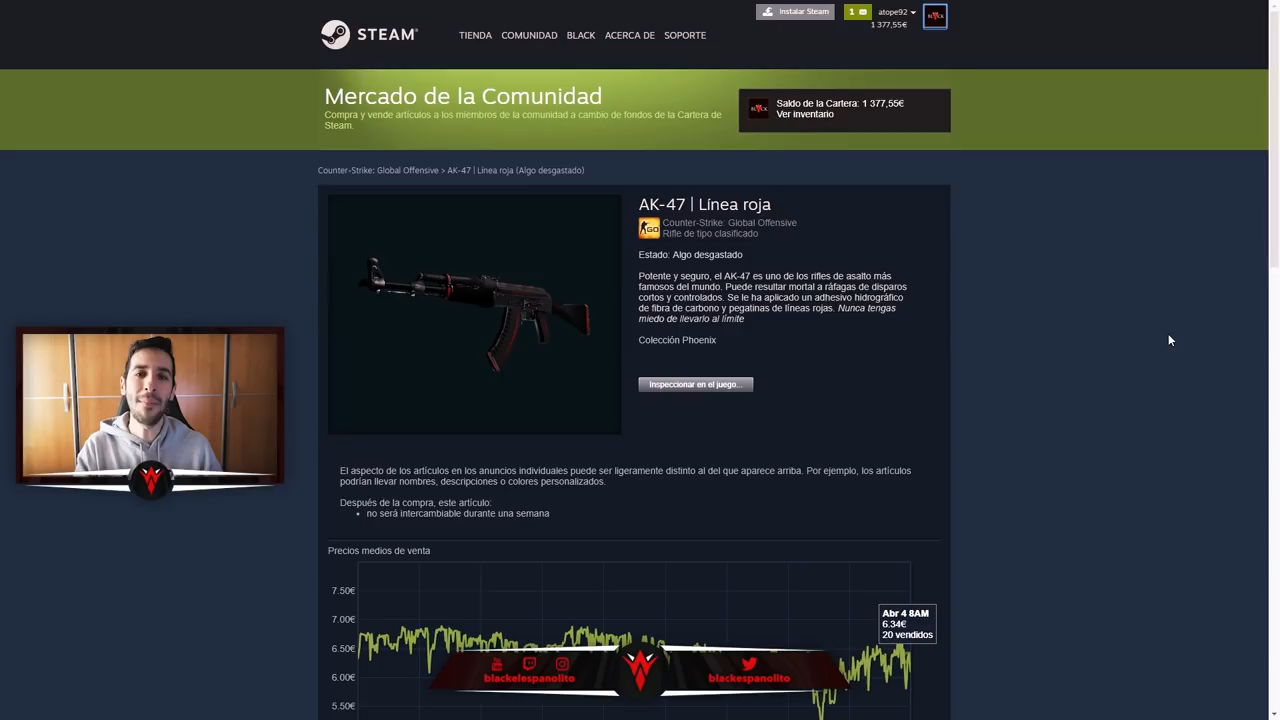 Instalar Steam
1
atope92
1 377,55€
STEAM®
TIENDA COMUNIDAD BLACK ACERCA DE SOPORTE
Mercado de la Comunidad
Compra y vende artículos a los miembros de la comunidad a cambio de fondos de la Cartera de
Steam.
Saldo de la Cartera: 1 377,55€
Ver inventario
Counter-Strike: Global Offensive > AK-47 | Línea roja (Algo desgastado)
AK-47 | Línea roja
GO
Counter-Strike: Global Offensive
Rifle de tipo clasificado
Estado: Algo desgastado
Potente y seguro, el AK-47 es uno de los rifles de asalto más
famosos del mundo. Puede resultar mortal a ráfagas de disparos
cortos y controlados. Se le ha aplicado un adhesivo hidrográfico
de fibra de carbono y pegatinas de líneas rojas. Nunca tengas
miedo de llevarlo al límite
Colección Phoenix
Inspeccionar en el juego...
El aspecto de los artículos en los anuncios individuales puede ser ligeramente distinto al del que aparece arriba. Por ejemplo, los artículos
podrían llevar nombres, descripciones o colores personalizados.
Después de la compra, este artículo:
• no será intercambiable durante una semana
Precios medios de venta
7.50€
7.00€
6.50€
6.00€
5.50€
Abr 4 8AM
6.34€
20 vendidos
blackelespanolito
blackespanolito